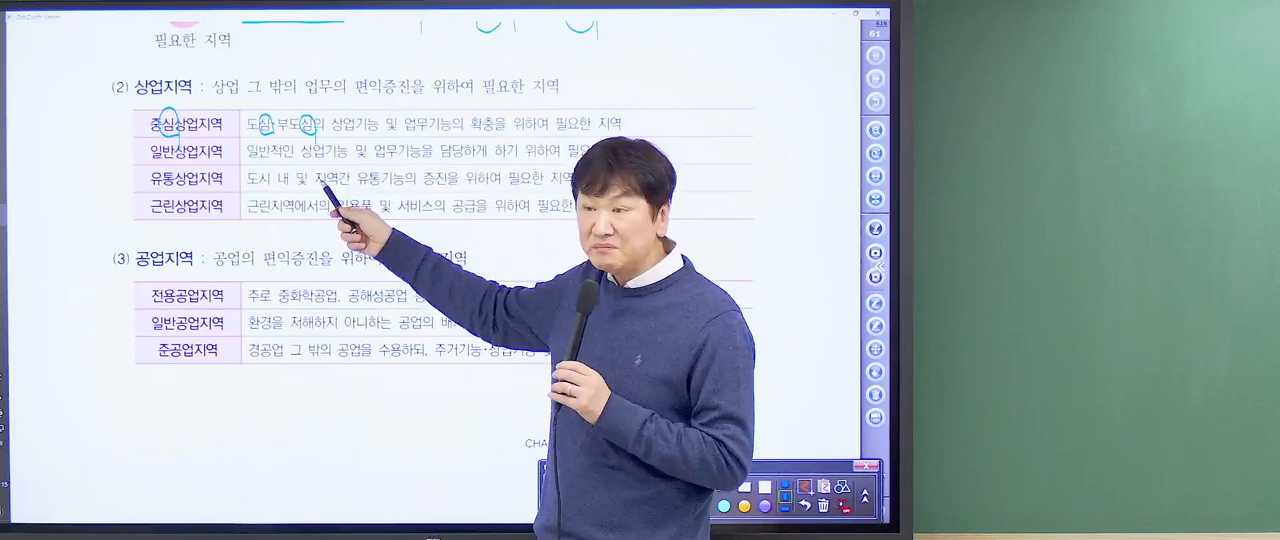 616
61
필요한 지역
(2) 상업지역 : 상업 그 밖의 업무의 편익증진을 위하여 필요한 지역
중심상업지역 도심·부도심의 상업기능 및 업무기능의 확충을 위하여 필요한 지역
일반상업지역 일반적인 상업기능 및 업무기능을 담당하게 하기 위하여
유통상업지역 도시 내 및 지역간 유통기능의 증진을 위하여 필요한 지역
근린상업지역 근린지역에서의 및 서비스의 공급을 위하여 필요한
(3) 공업지역 : 공업의 편익증진을 지역
전용공업지역 주로 중화학공업, 공해성공업
일반공업지역 환경을 저해하지 아니하는 공업의
준공업지역 경공업 그 밖의 공업을 수용하되, 주거기능·상업기능